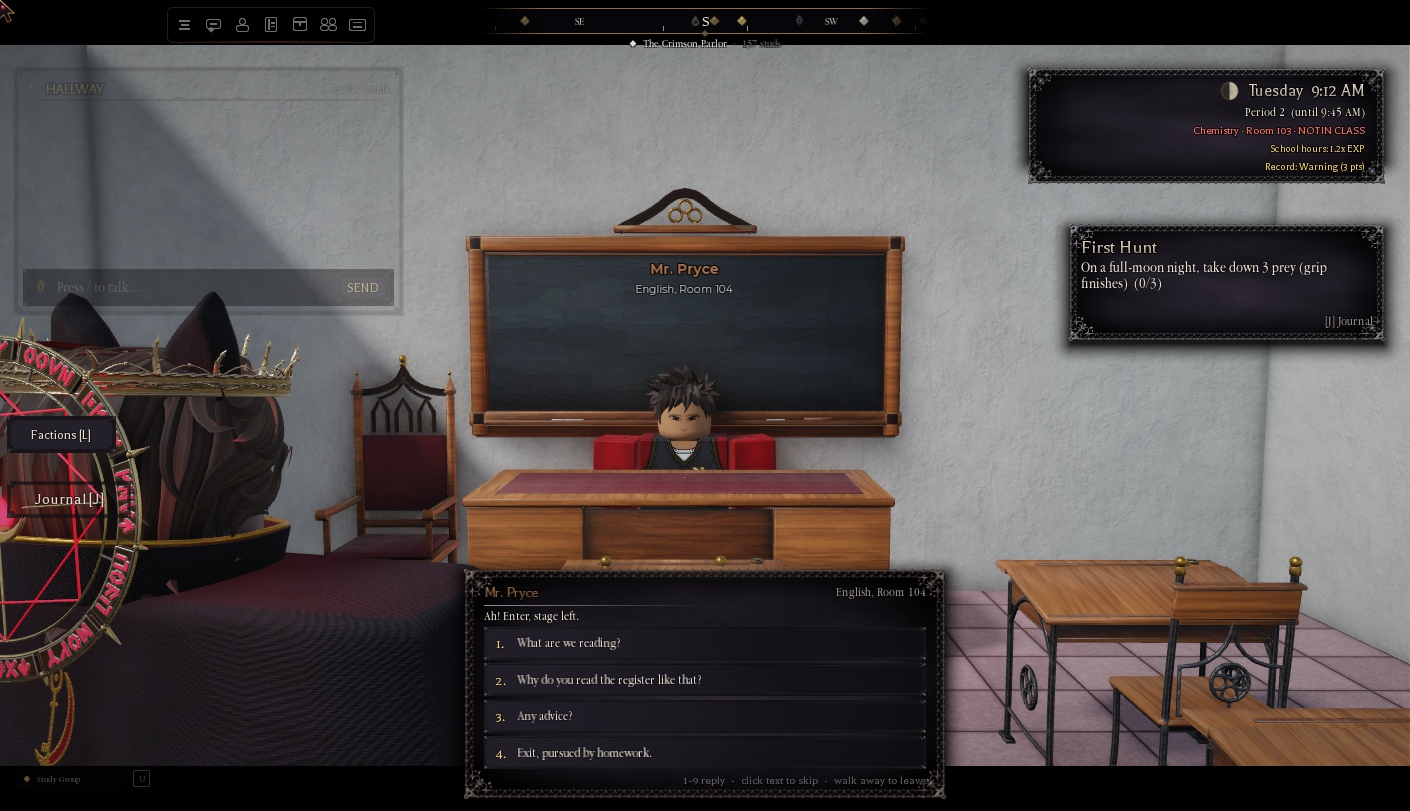 SE
S
SW
The Crimson Parlor · 157 studs
HALLWAY
Press / to talk...
SEND
Tuesday 9:12 AM
Period 2 (until 9:45 AM)
Chemistry · Room 103 · NOT IN CLASS
School hours: 1.2x EXP
Record: Warning (3 pts)
First Hunt
On a full-moon night, take down 3 prey (grip
finishes) (0/3)
[J] Journal
Mr. Pryce
English, Room 104
Factions [L]
Journal [J]
Mr. Pryce
English, Room 104
Ah! Enter, stage left.
1. What are we reading?
2. Why do you read the register like that?
3. Any advice?
4. Exit, pursued by homework.
1-9 reply · click text to skip · walk away to leave
Study Group
U